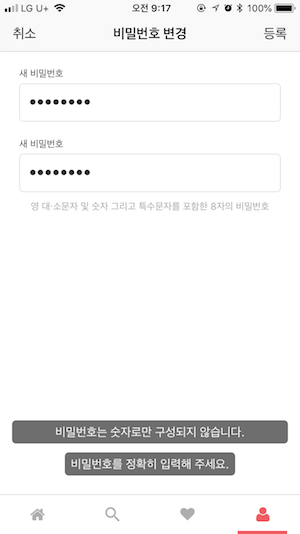 LG U+ 오전 9:17 100%
취소 비밀번호 변경 등록
새 비밀번호
새 비밀번호
영 대·소문자 및 숫자 그리고 특수문자를 포함한 8자의 비밀번호
비밀번호는 숫자로만 구성되지 않습니다.
비밀번호를 정확히 입력해 주세요.